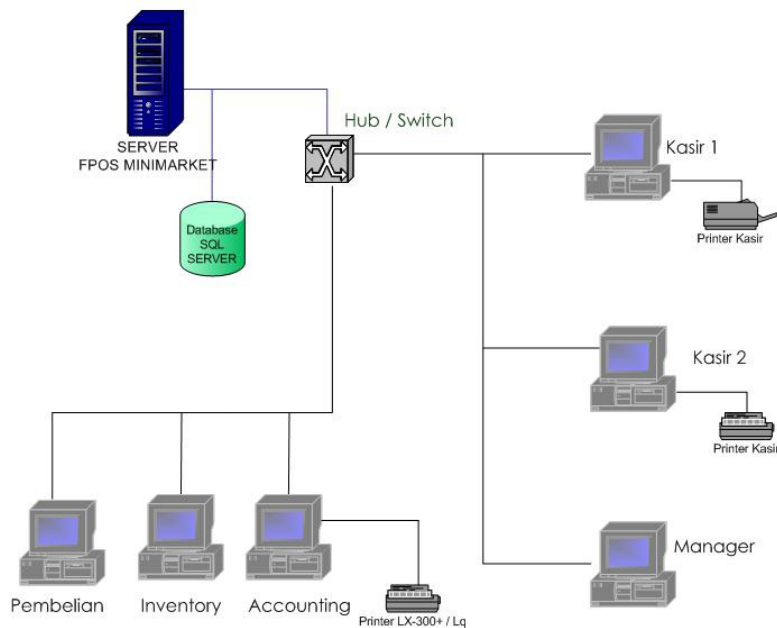 SERVER
FPOS MINIMARKET
Hub / Switch
Database
SQL
SERVER
Kasir 1
Printer Kasir
Kasir 2
Printer Kasir
Manager
Pembelian
Inventory
Accounting
Printer LX-300+ / Lq